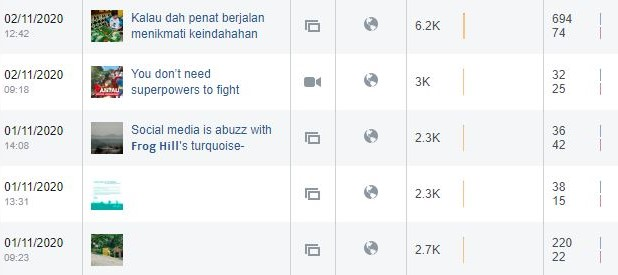 02/11/2020
12:42
Kalau dah penat berjalan
menikmati keindahahan
6.2K
694
74
02/11/2020
09:18
You don't need
superpowers to fight
3K
32
25
01/11/2020
14:08
Social media is abuzz with
Frog Hill's turquoise-
2.3K
36
42
01/11/2020
13:31
2.3K
38
15
01/11/2020
09:23
2.7K
220
22